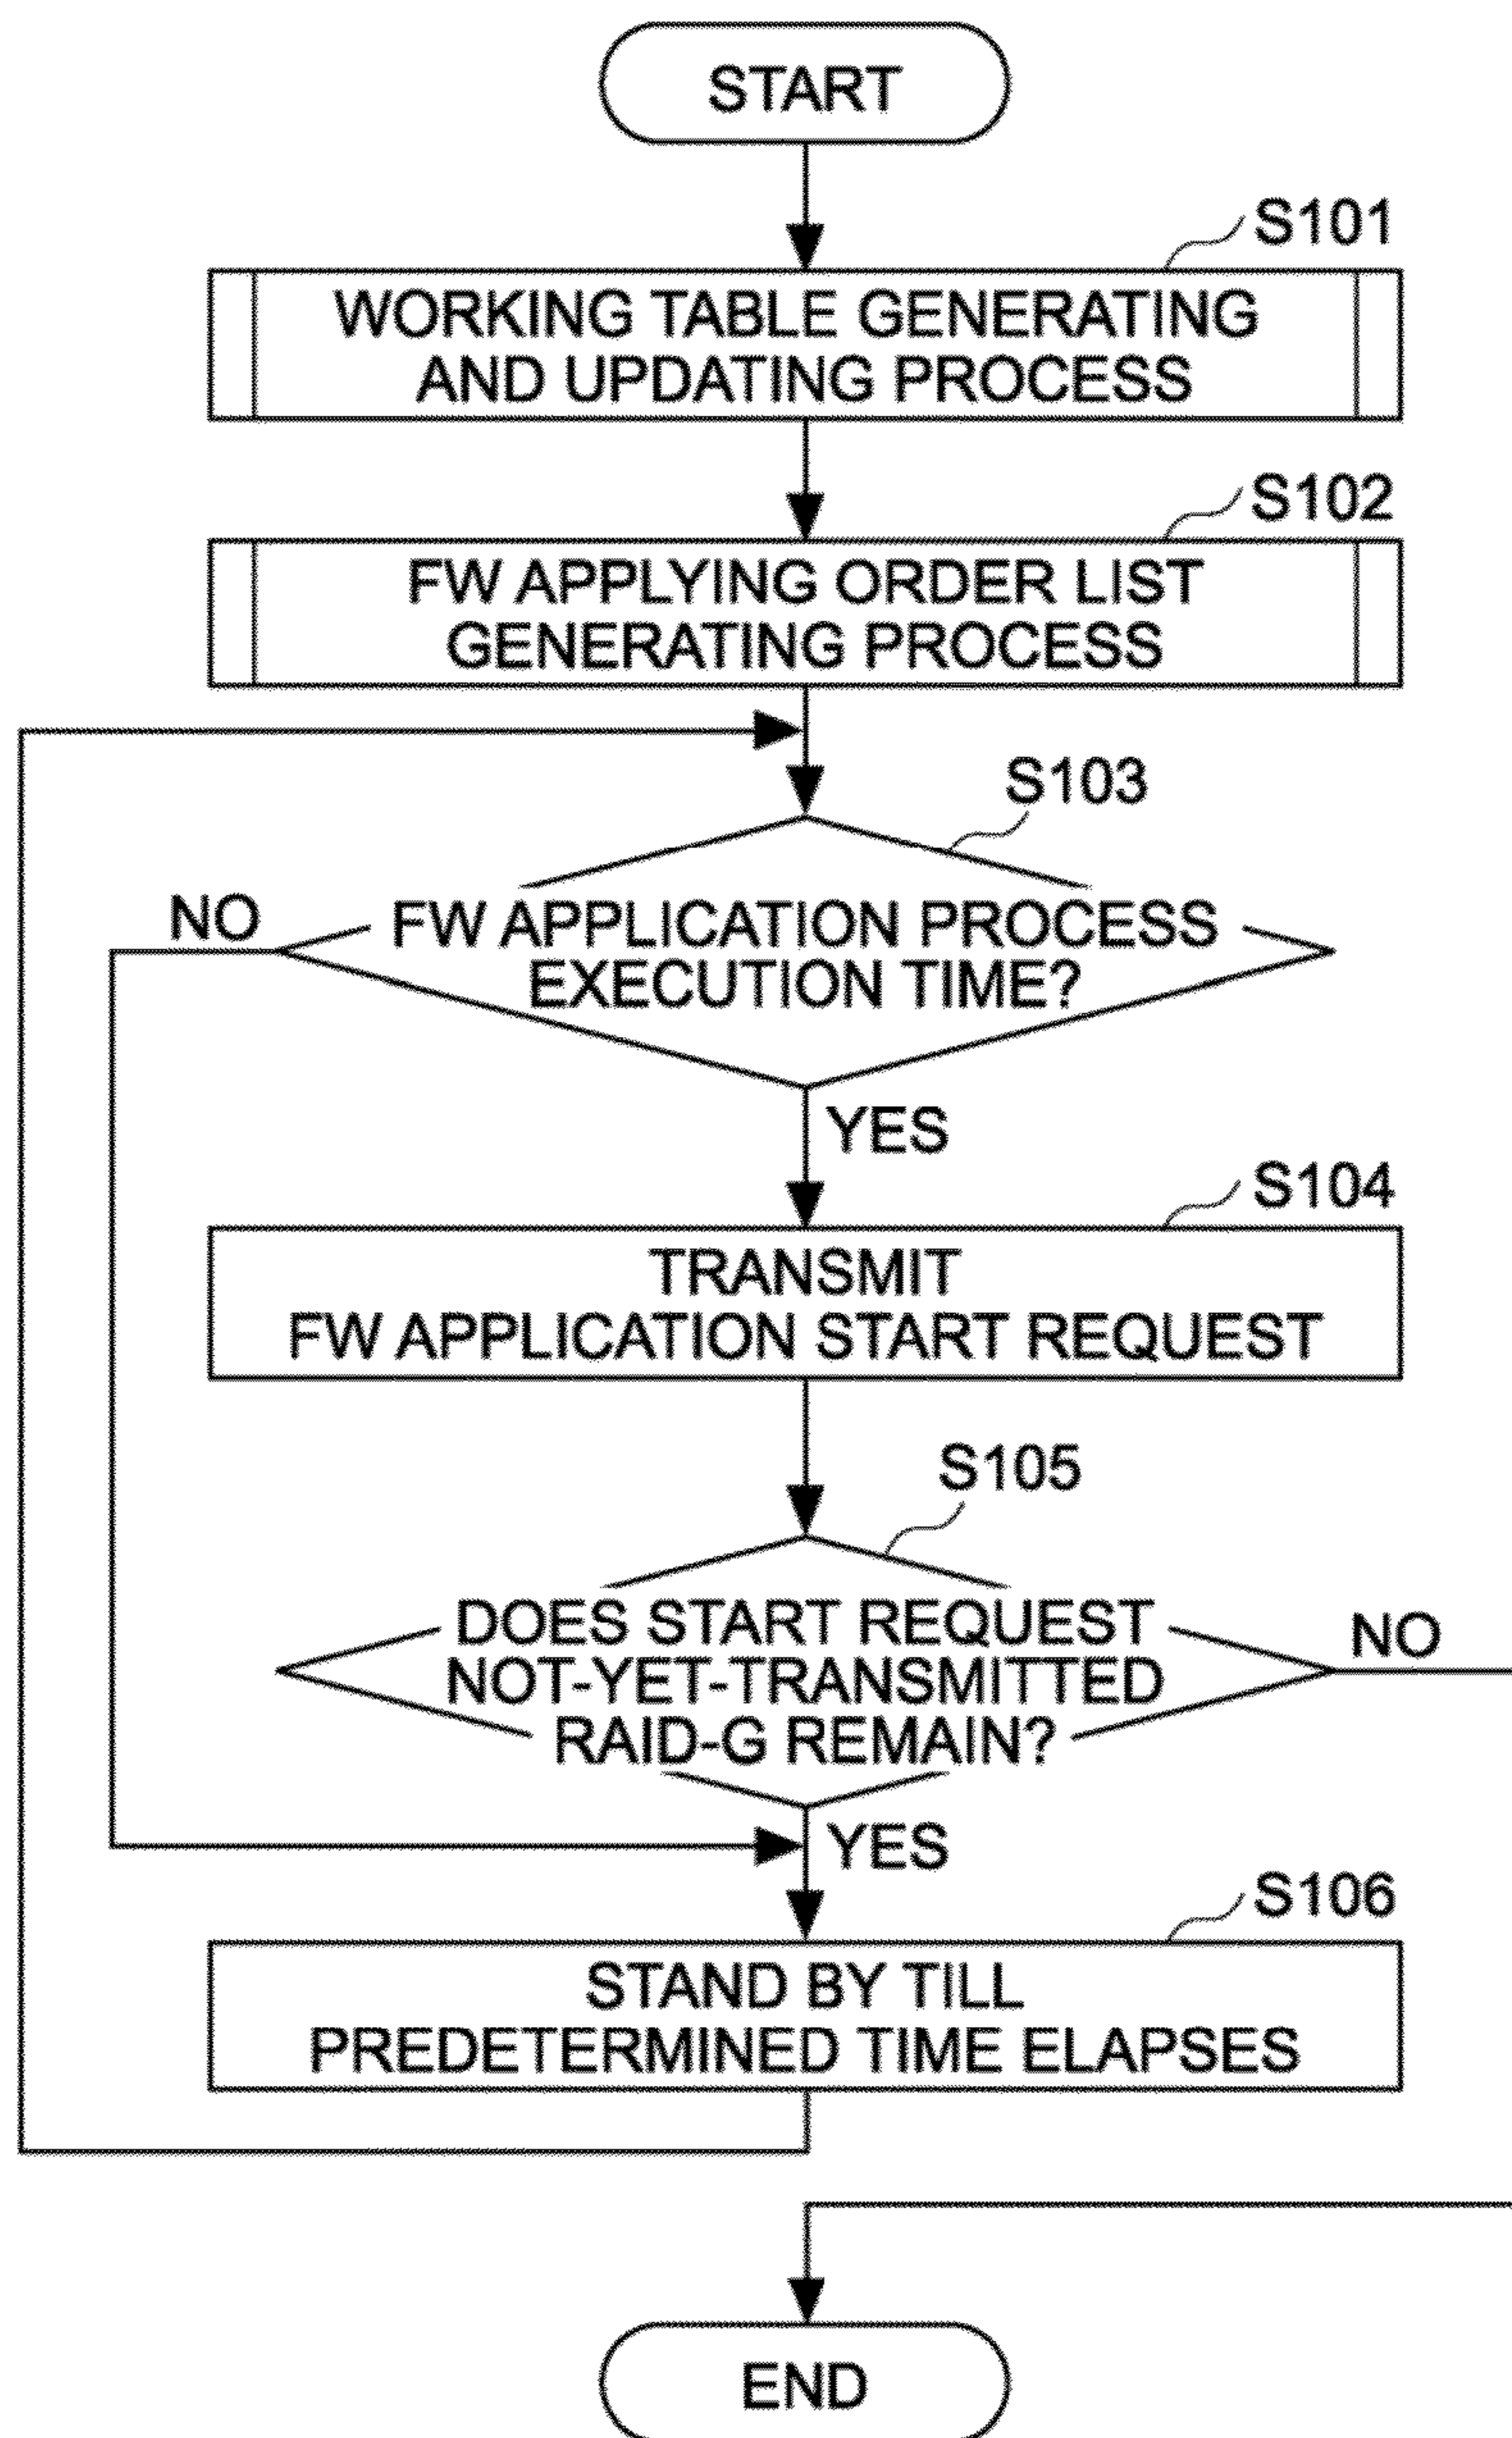 START
S101
WORKING TABLE GENERATING
AND UPDATING PROCESS
S102
FW APPLYING ORDER LIST
GENERATING PROCESS
S103
NO
FW APPLICATION PROCESS
EXECUTION TIME?
YES
S104
TRANSMIT
FW APPLICATION START REQUEST
S105
DOES START REQUEST
NO
NOT-YET-TRANSMITTED
RAID-G REMAIN?
YES
S106
STAND BY TILL
PREDETERMINED TIME ELAPSES
END